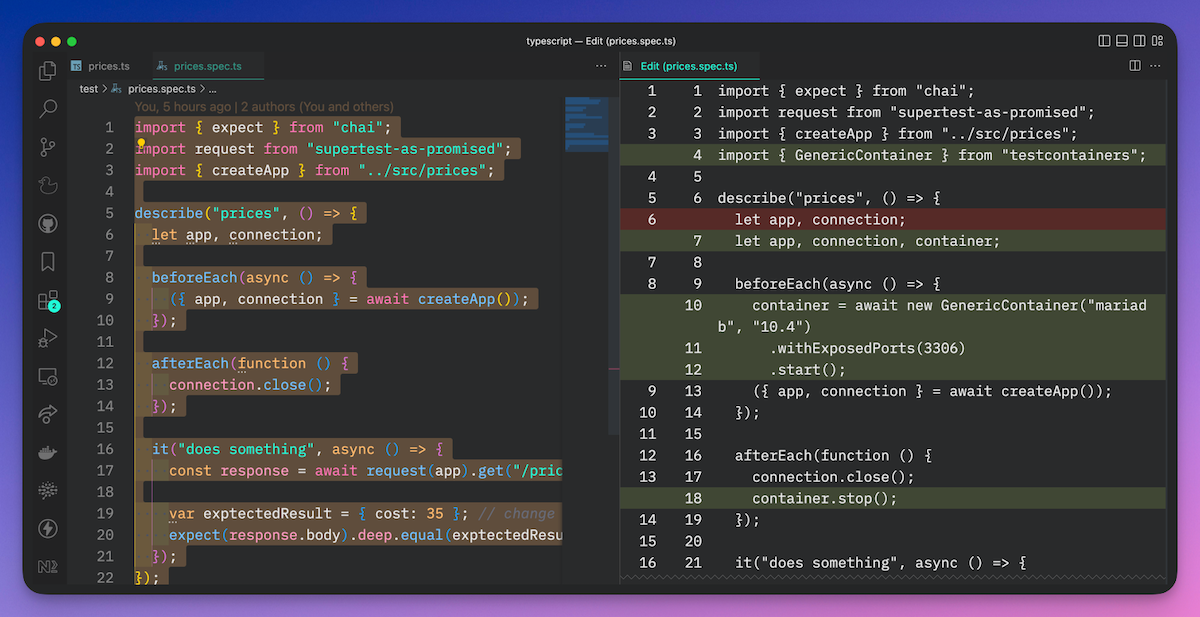 typescript — Edit (prices.spec.ts)
TS prices.ts
prices.spec.ts
test > prices.spec.ts > ...
You, 5 hours ago | 2 authors (You and others)
1 import { expect } from "chai";
2 import request from "supertest-as-promised";
3 import { createApp } from "../src/prices";
4
5 describe("prices", () => {
6 let app, connection;
7
8 beforeEach(async () => {
9 ({ app, connection } = await createApp());
10 });
11
12 afterEach(function () {
13 connection.close();
14 });
15
16 it("does something", async () => {
17 const response = await request(app).get("/pric
18
19 var exptectedResult = { cost: 35 }; // change
20 expect(response.body).deep.equal(exptectedResu
21 });
22 });
2
N2
Edit (prices.spec.ts)
1 1 import { expect } from "chai";
2 2 import request from "supertest-as-promised";
3 3 import { createApp } from "../src/prices";
4 import { GenericContainer } from "testcontainers";
4 5
5 6 describe("prices", () => {
6 let app, connection;
7 let app, connection, container;
7 8
8 9 beforeEach(async () => {
10 container = await new GenericContainer("mariad
b", "10.4")
11 .withExposedPorts(3306)
12 .start();
9 13 ({ app, connection } = await createApp());
10 14 });
11 15
12 16 afterEach(function () {
13 17 connection.close();
18 container.stop();
14 19 });
15 20
16 21 it("does something", async () => {